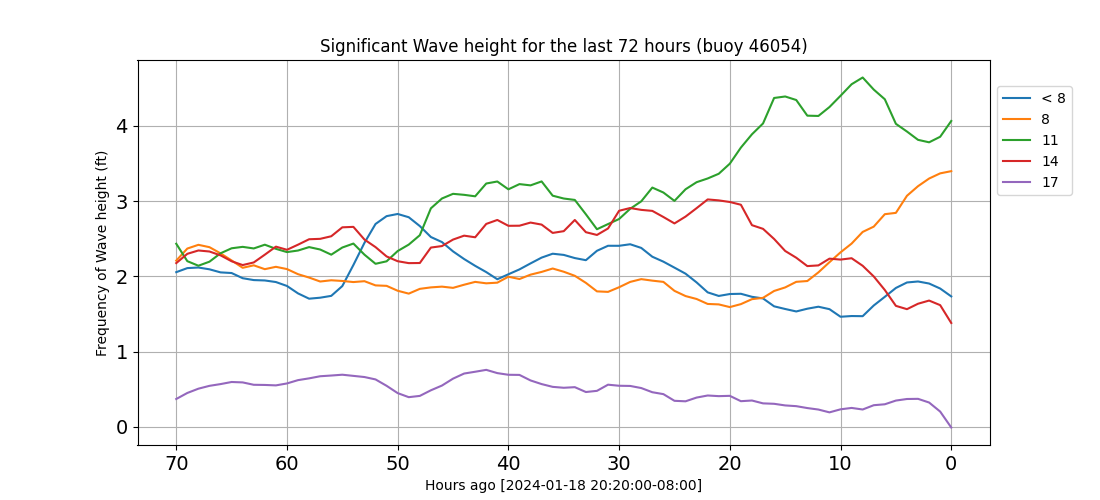 Significant Wave height for the last 72 hours (buoy 46054)
Frequency of Wave height (ft)
4
3
2
1
0
70 60 50 40 30 20 10 0
Hours ago [2024-01-18 20:20:00-08:00]
< 8
8
11
14
17